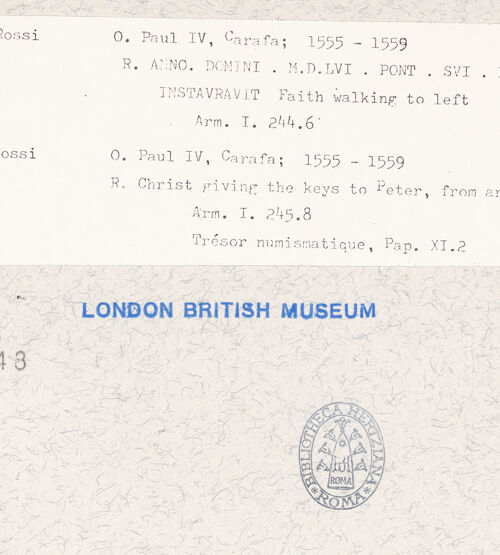 Rossi O. Paul IV, Carafa; 1555 - 1559
R. ANNO. DOMINI . M.D.LVI . PONT . SVI .
INSTAVRAVIT Faith walking to left
Arm. I. 244.6
ossi O. Paul IV, Carafa; 1555 - 1559
R. Christ giving the keys to Peter, from
Arm. I. 245.8
Trésor numismatique, Pap. XI.2
LONDON BRITISH MUSEUM
43
BIBLIOTHECA HERTZIANA
ROMA
ROMA